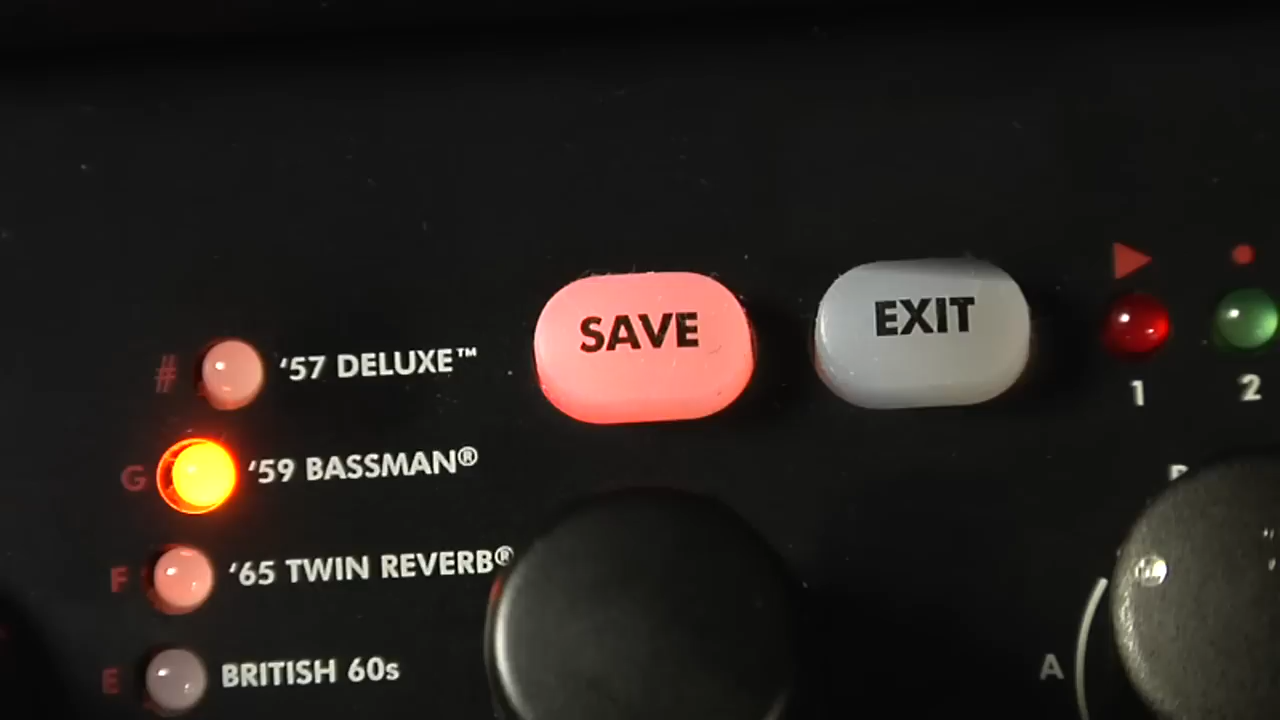 SAVE
EXIT
# '57 DELUXE™
1
2
G '59 BASSMAN®
F '65 TWIN REVERB®
E BRITISH 60s
A